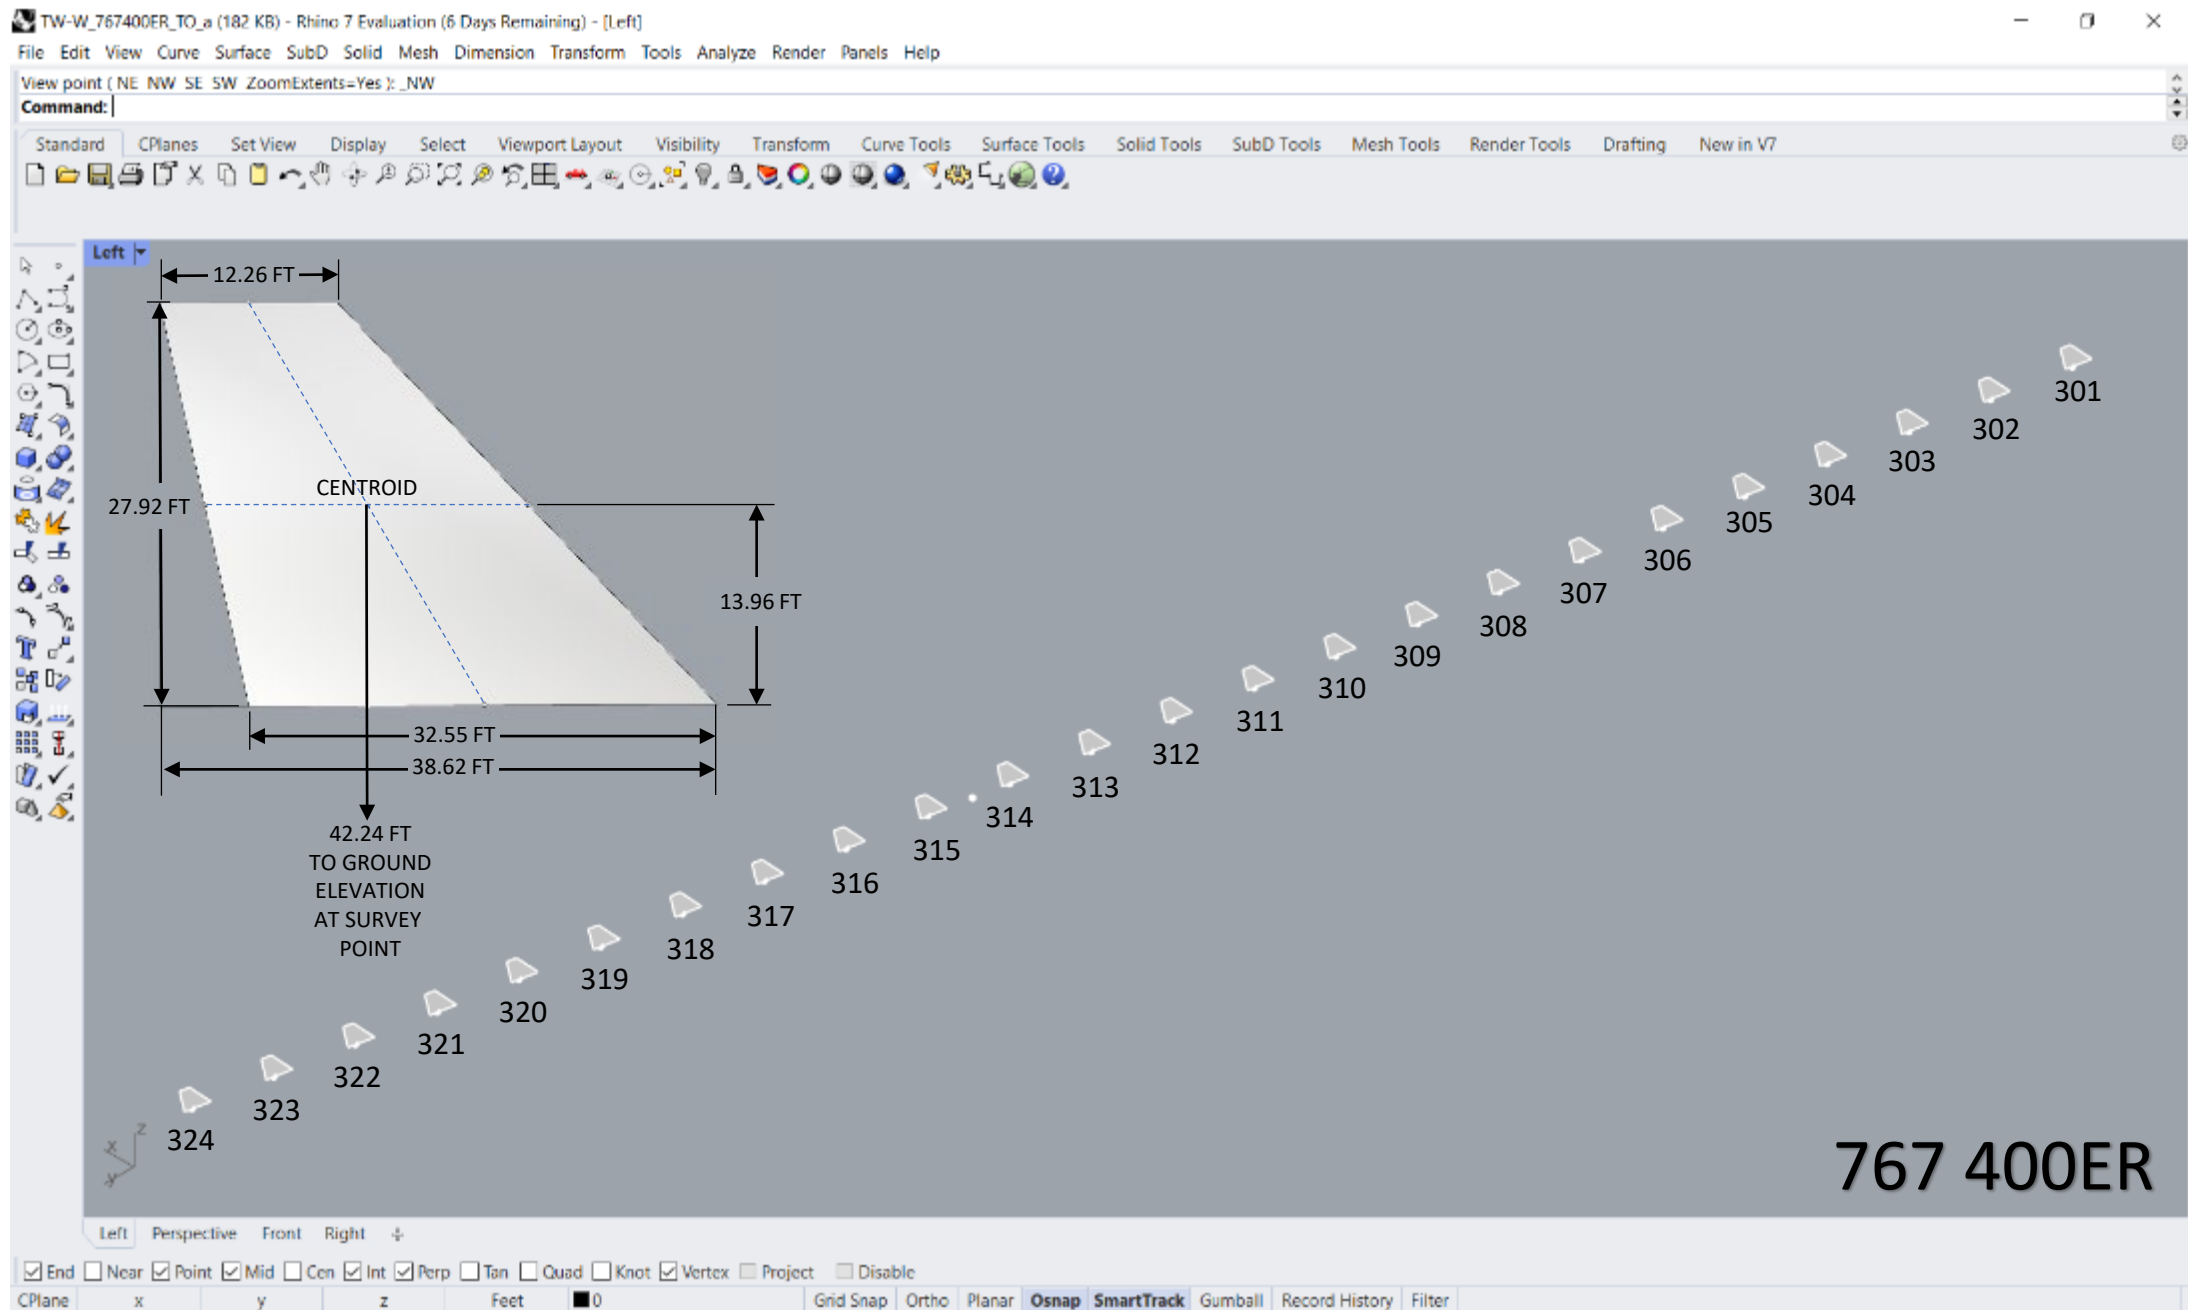 TW-W_767400ER_TO_a (182 KB) - Rhino 7 Evaluation (6 Days Remaining) - [Left]
File Edit View Curve Surface SubD Solid Mesh Dimension Transform Tools Analyze Render Panels Help
View point ( NE NW SE SW ZoomExtents=Yes ): _NW
Command:
Standard CPlanes Set View Display Select Viewport Layout Visibility Transform Curve Tools Surface Tools Solid Tools SubD Tools Mesh Tools Render Tools Drafting New in V7
Left
12.26 FT
CENTROID
27.92 FT
13.96 FT
32.55 FT
38.62 FT
42.24 FT
TO GROUND
ELEVATION
AT SURVEY
POINT
301
302
303
304
305
306
307
308
309
310
311
312
313
314
315
316
317
318
319
320
321
322
323
324
z
x
y
767 400ER
Left Perspective Front Right
End Near Point Mid Cen Int Perp Tan Quad Knot Vertex Project Disable
CPlane x y z Feet 0 Grid Snap Ortho Planar Osnap SmartTrack Gumball Record History Filter